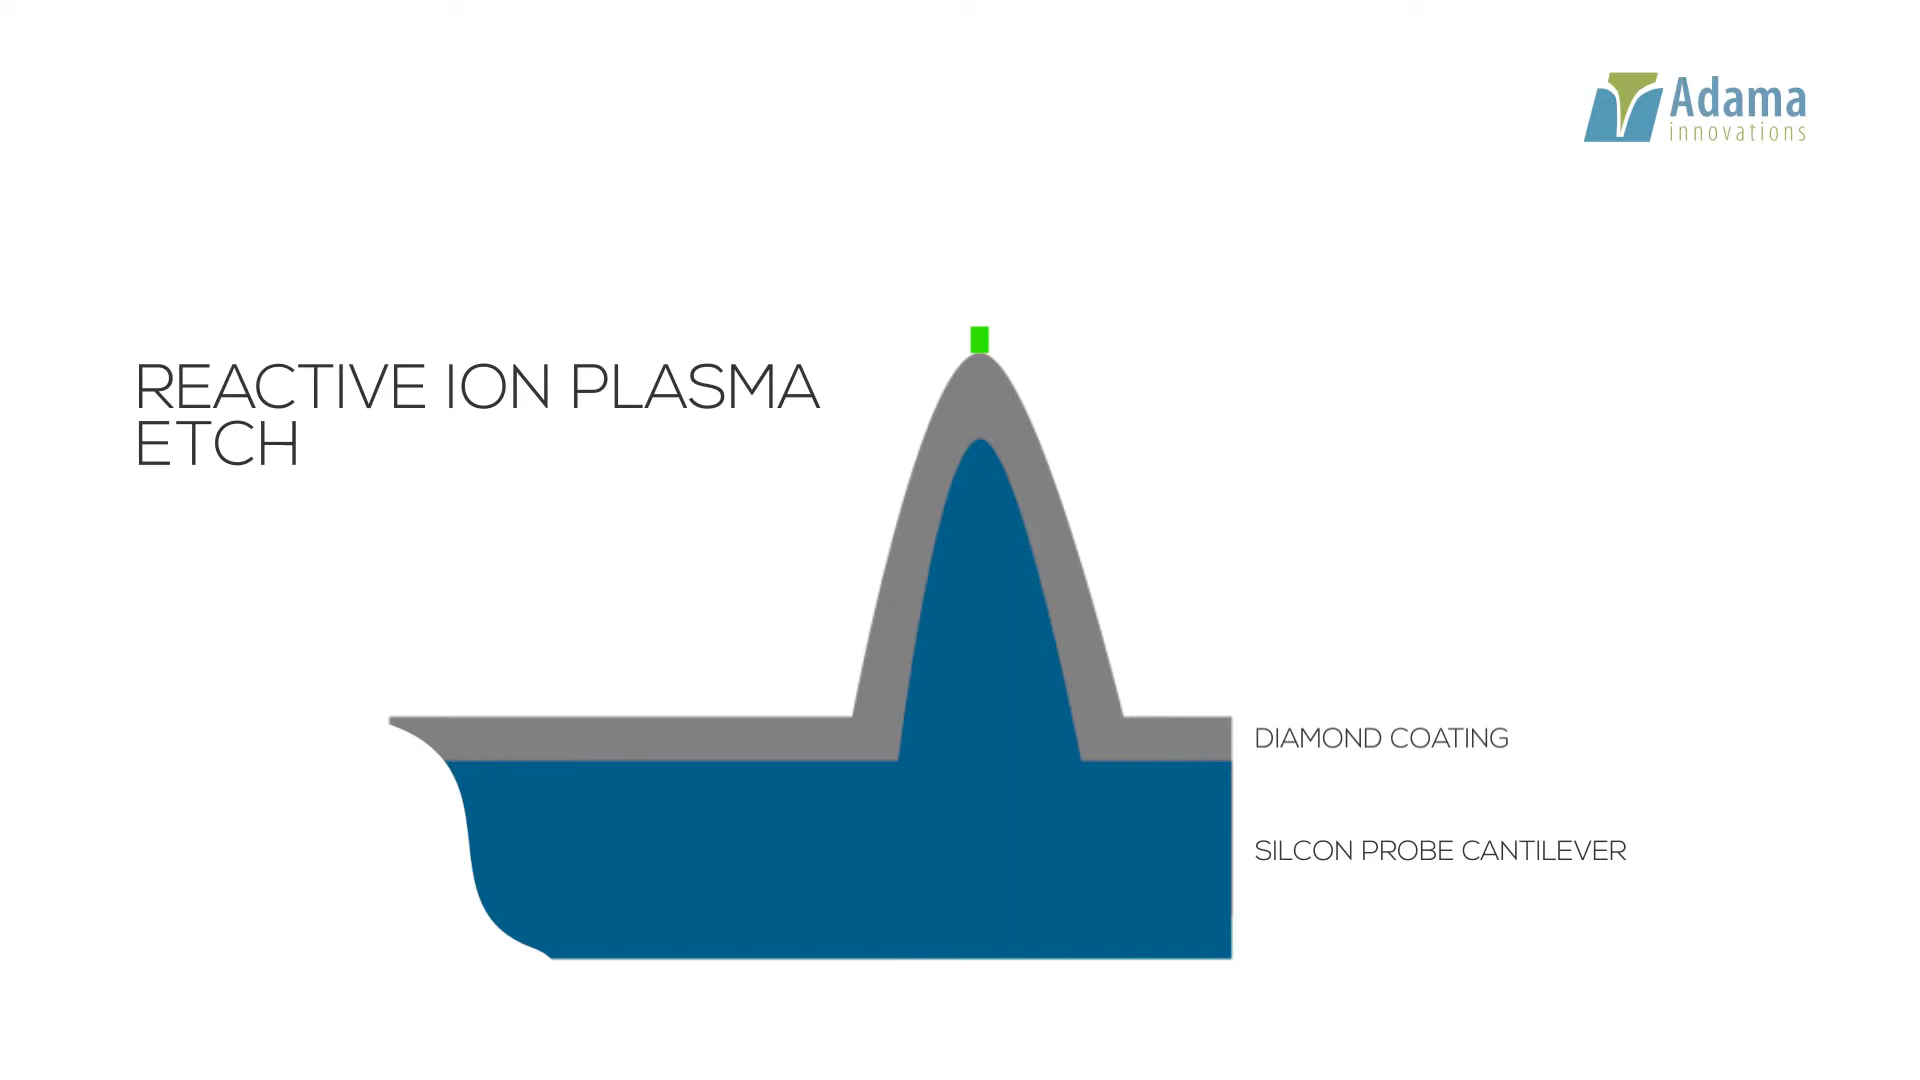 Adama
innovations
REACTIVE ION PLASMA
ETCH
DIAMOND COATING
SILCON PROBE CANTILEVER